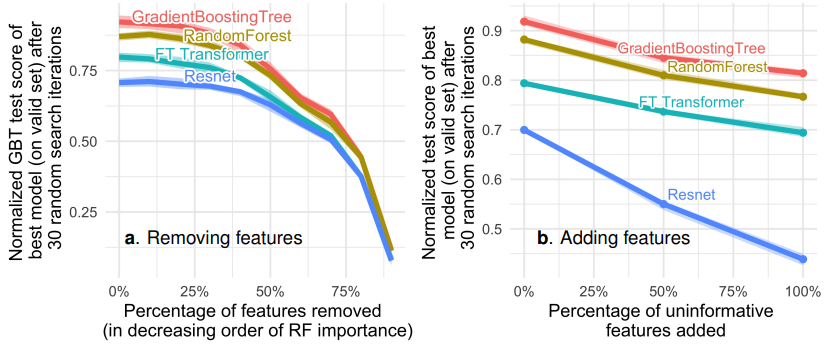 Normalized GBT test score of
best model (on valid set) after
30 random search iterations
0.75
0.50
0.25
GradientBoostingTree
RandomForest
FT Transformer
Resnet
a. Removing features
0%
25%
50%
75%
Percentage of features removed
(in decreasing order of RF importance)
Normalized test score of best
model (on valid set) after
30 random search iterations
0.9
0.8
0.7
0.6
0.5
GradientBoostingTree
RandomForest
FT Transformer
Resnet
b. Adding features
0%
25%
50%
75%
100%
Percentage of uninformative
features added